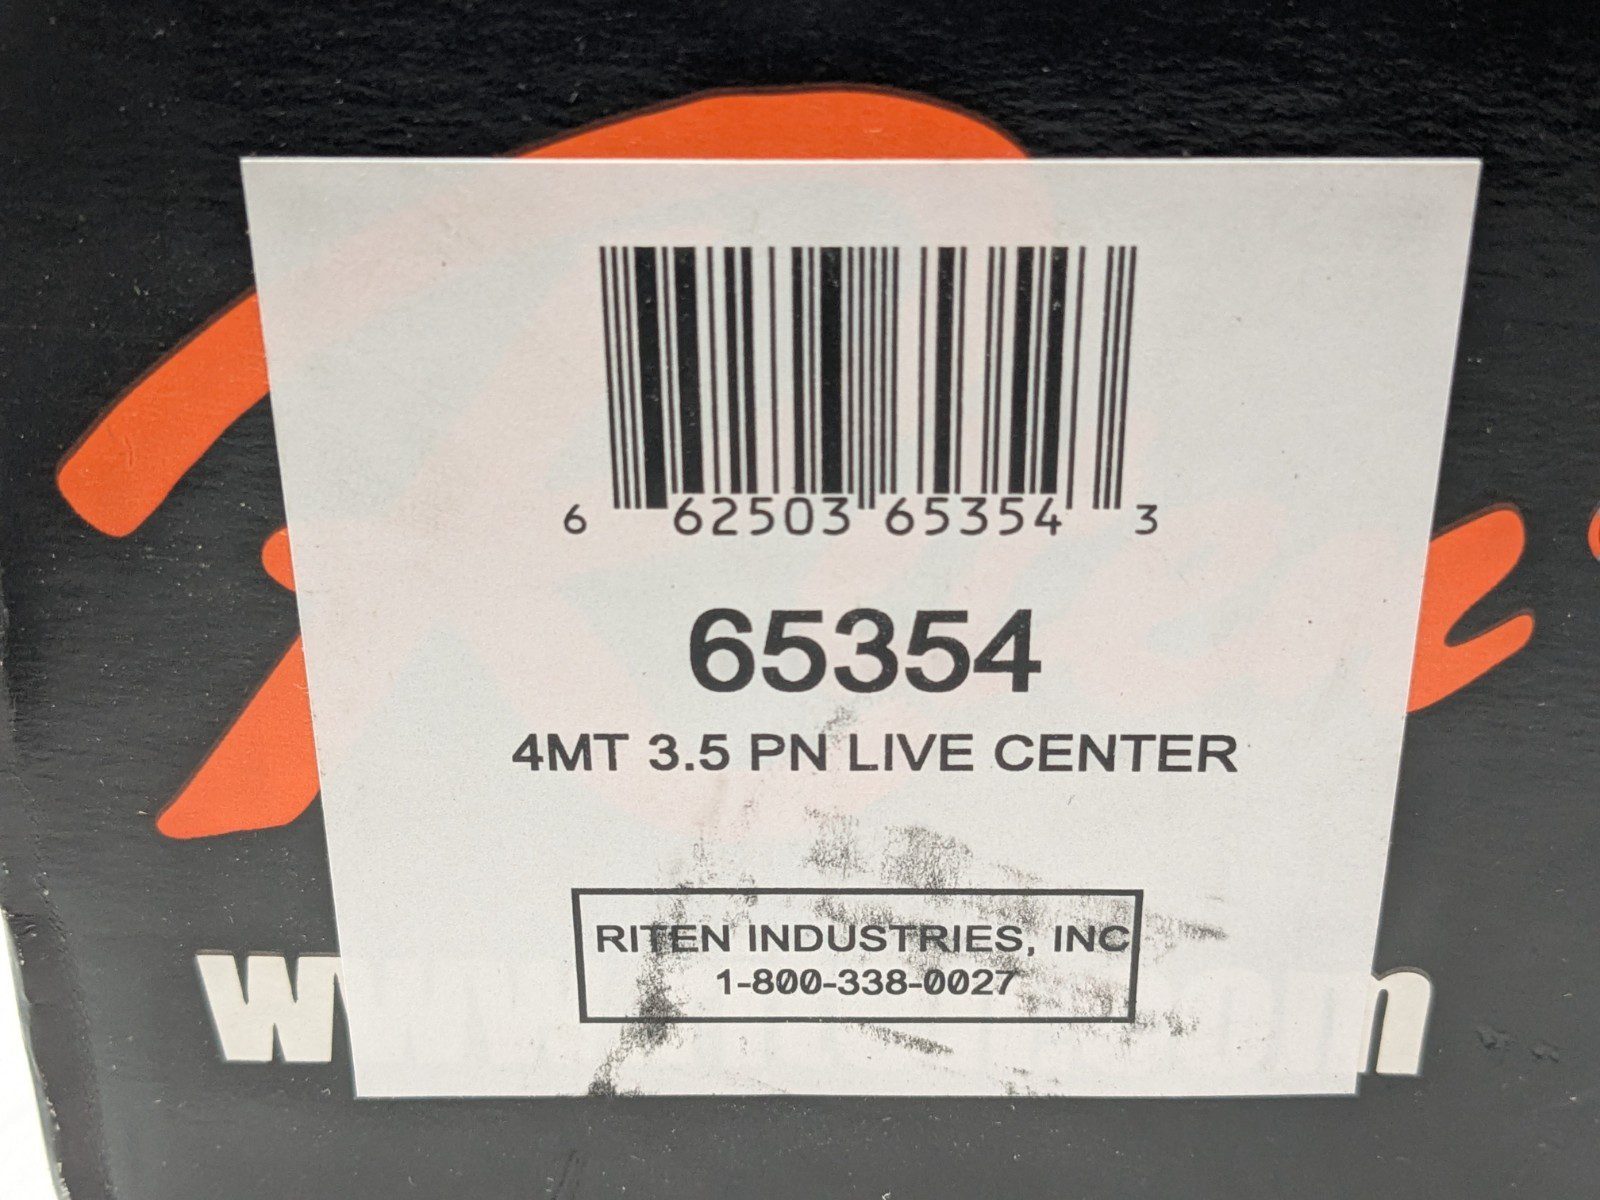 6 62503 65354 3
65354
4MT 3.5 PN LIVE CENTER
RITEN INDUSTRIES, INC
1-800-338-0027